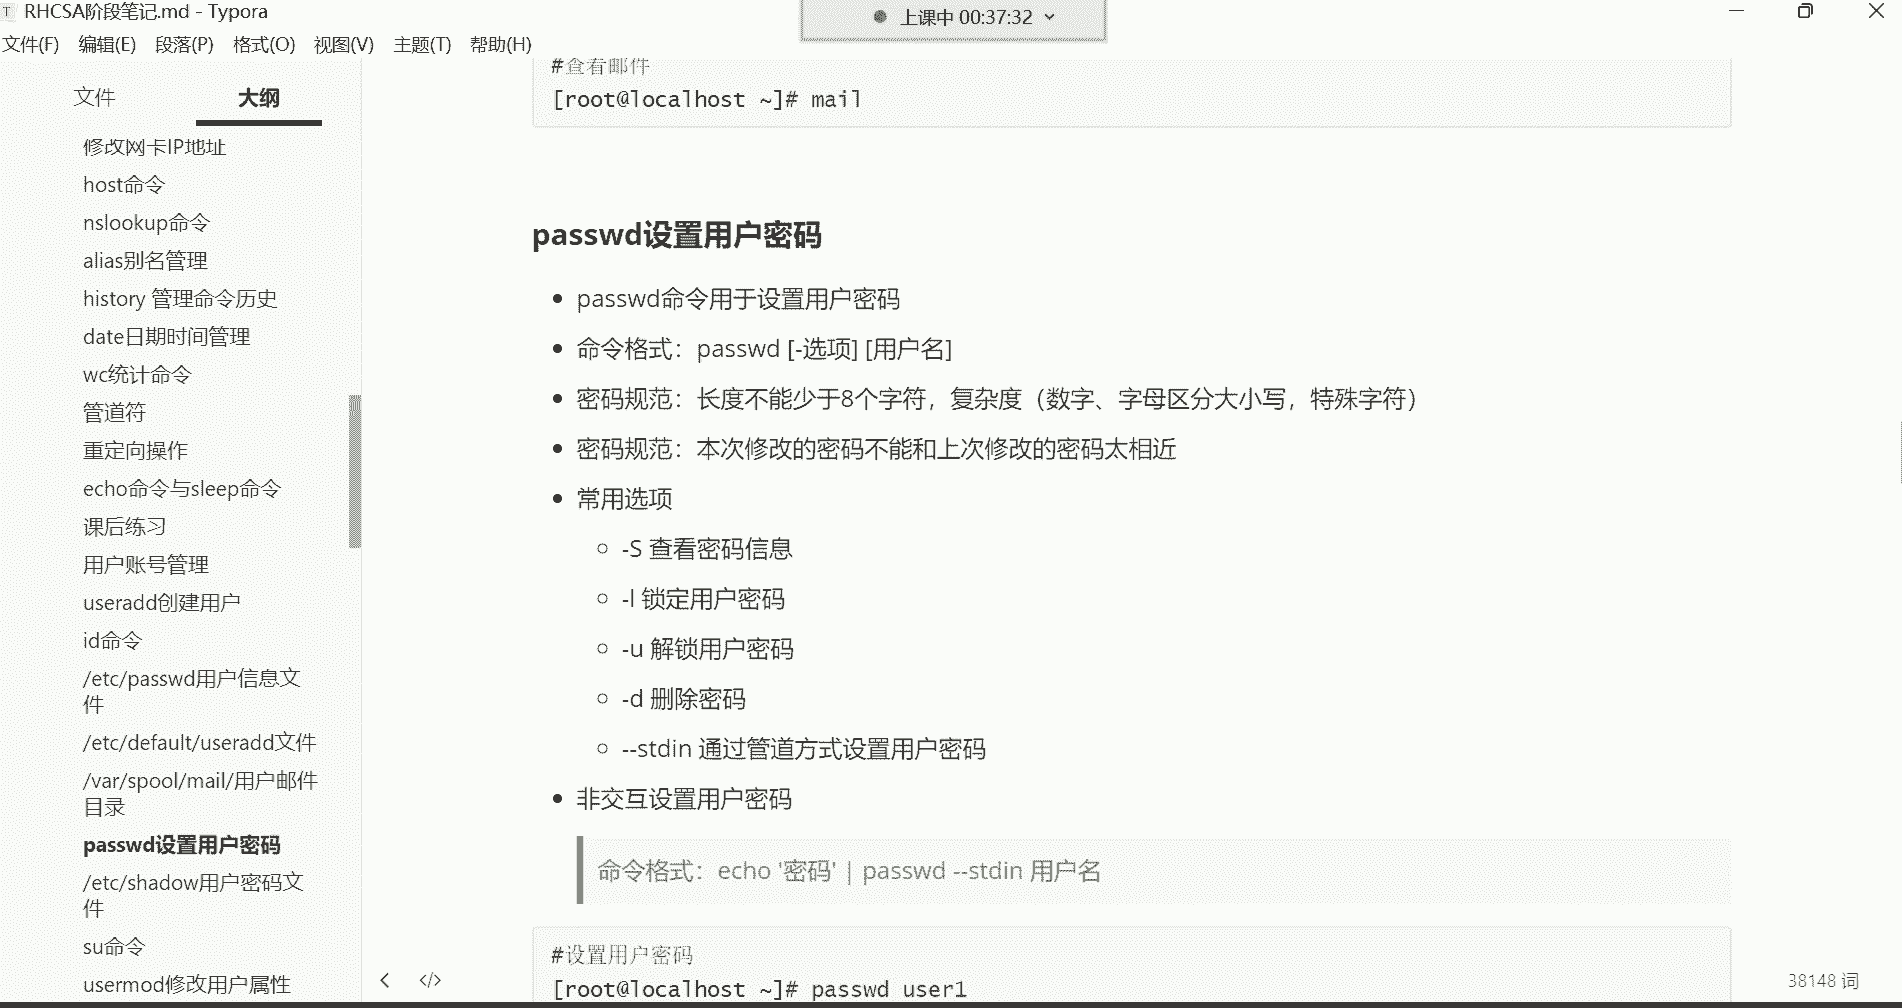 RHCSA阶段笔记.md - Typora
上课中 00:37:32
文件(F) 编辑(E) 段落(P) 格式(O) 视图(V) 主题(T) 帮助(H)
文件 大纲
修改网卡IP地址
host命令
nslookup命令
alias别名管理
history 管理命令历史
date日期时间管理
wc统计命令
管道符
重定向操作
echo命令与sleep命令
课后练习
用户账号管理
useradd创建用户
id命令
/etc/passwd用户信息文
件
/etc/default/useradd文件
/var/spool/mail/用户邮件
目录
passwd设置用户密码
/etc/shadow用户密码文
件
su命令
usermod修改用户属性
#查看邮件
[root@localhost ~]# mail
passwd设置用户密码
passwd命令用于设置用户密码
命令格式：passwd [-选项] [用户名]
密码规范：长度不能少于8个字符，复杂度（数字、字母区分大小写，特殊字符）
密码规范：本次修改的密码不能和上次修改的密码太相近
常用选项
-S 查看密码信息
-l 锁定用户密码
-u 解锁用户密码
-d 删除密码
--stdin 通过管道方式设置用户密码
非交互设置用户密码
命令格式：echo '密码' | passwd --stdin 用户名
#设置用户密码
[root@localhost ~]# passwd user1
38148 词